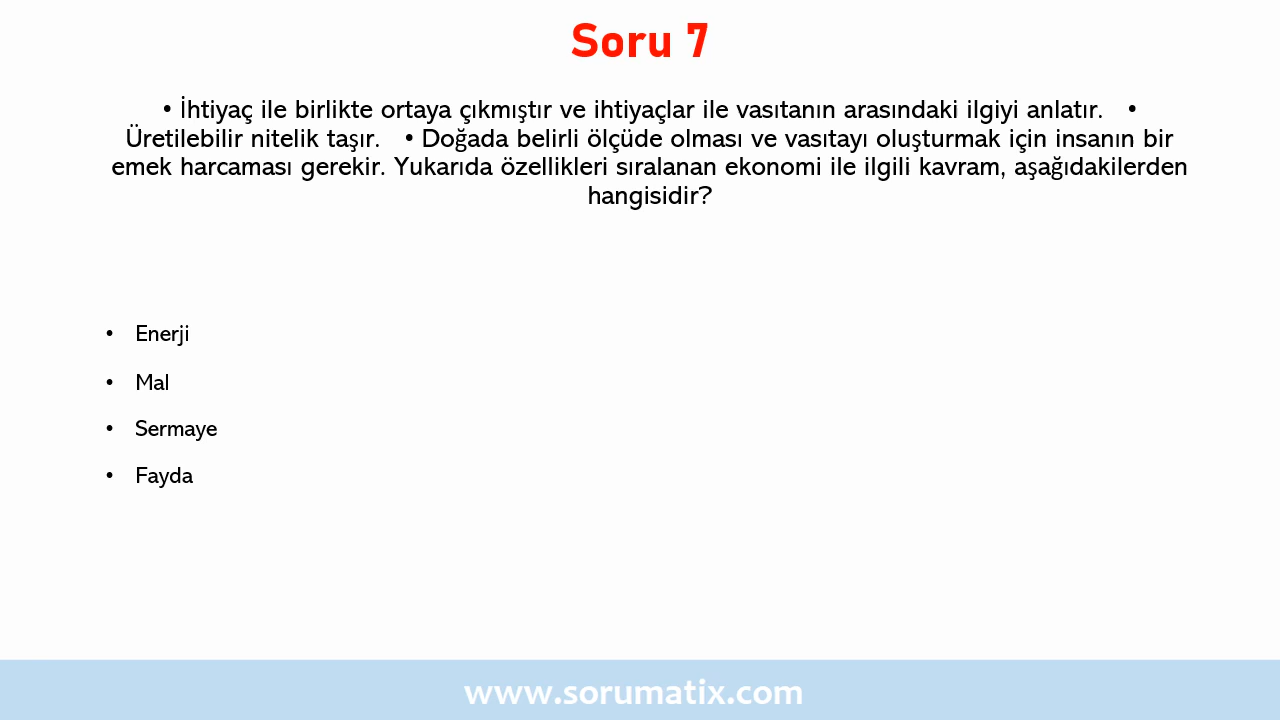 Soru 7
• İhtiyaç ile birlikte ortaya çıkmıştır ve ihtiyaçlar ile vasıtanın arasındaki ilgiyi anlatır. •
Üretilebilir nitelik taşır. • Doğada belirli ölçüde olması ve vasıtayı oluşturmak için insanın bir
emek harcaması gerekir. Yukarıda özellikleri sıralanan ekonomi ile ilgili kavram, aşağıdakilerden
hangisidir?
• Enerji
• Mal
• Sermaye
• Fayda
www.sorumatix.com